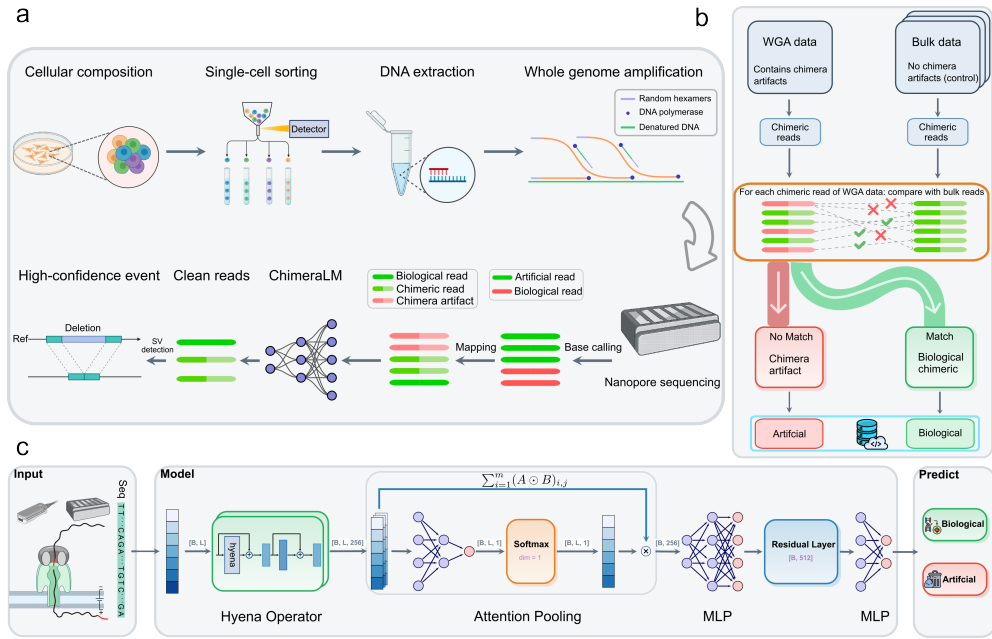 a
Cellular composition
Single-cell sorting
DNA extraction
Whole genome amplification
Detector
Random hexamers
DNA polymerase
Denatured DNA
High-confidence event
Clean reads
ChimeraLM
Biological read
Chimeric read
Chimera artifact
Artificial read
Biological read
Ref
Deletion
SV
detection
Mapping
Base calling
Nanopore sequencing
b
WGA data
Contains chimera
artifacts
Bulk data
No chimera
artifacts (control)
Chimeric
reads
Chimeric
reads
For each chimeric read of WGA data: compare with bulk reads
No Match
Chimera
artifact
Match
Biological
chimeric
Artifcial
Biological
c
Input
Seq
TT···CAGA···TGTC···GA
Model
[B, L]
hyena
Hyena Operator
[B, L, 256]
∑_{i=1}^{m}(A ⊙ B)_{i,j}
[B, L, 1]
Softmax
dim = 1
[B, L, 1]
Attention Pooling
[B, 256]
MLP
Residual Layer
[B, 512]
MLP
Predict
Biological
Artifcial